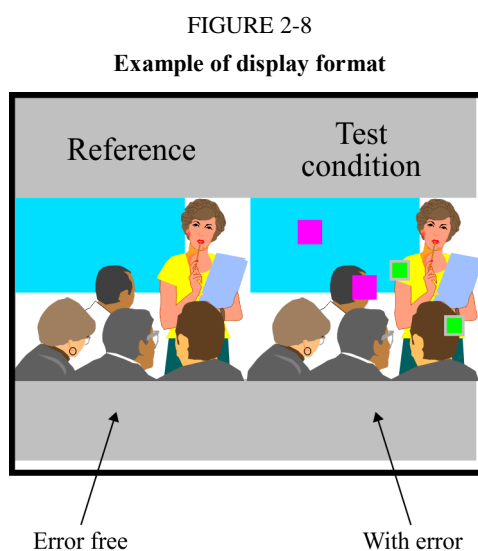 FIGURE 2-8
Example of display format
Reference
Test
condition
Error free
With error